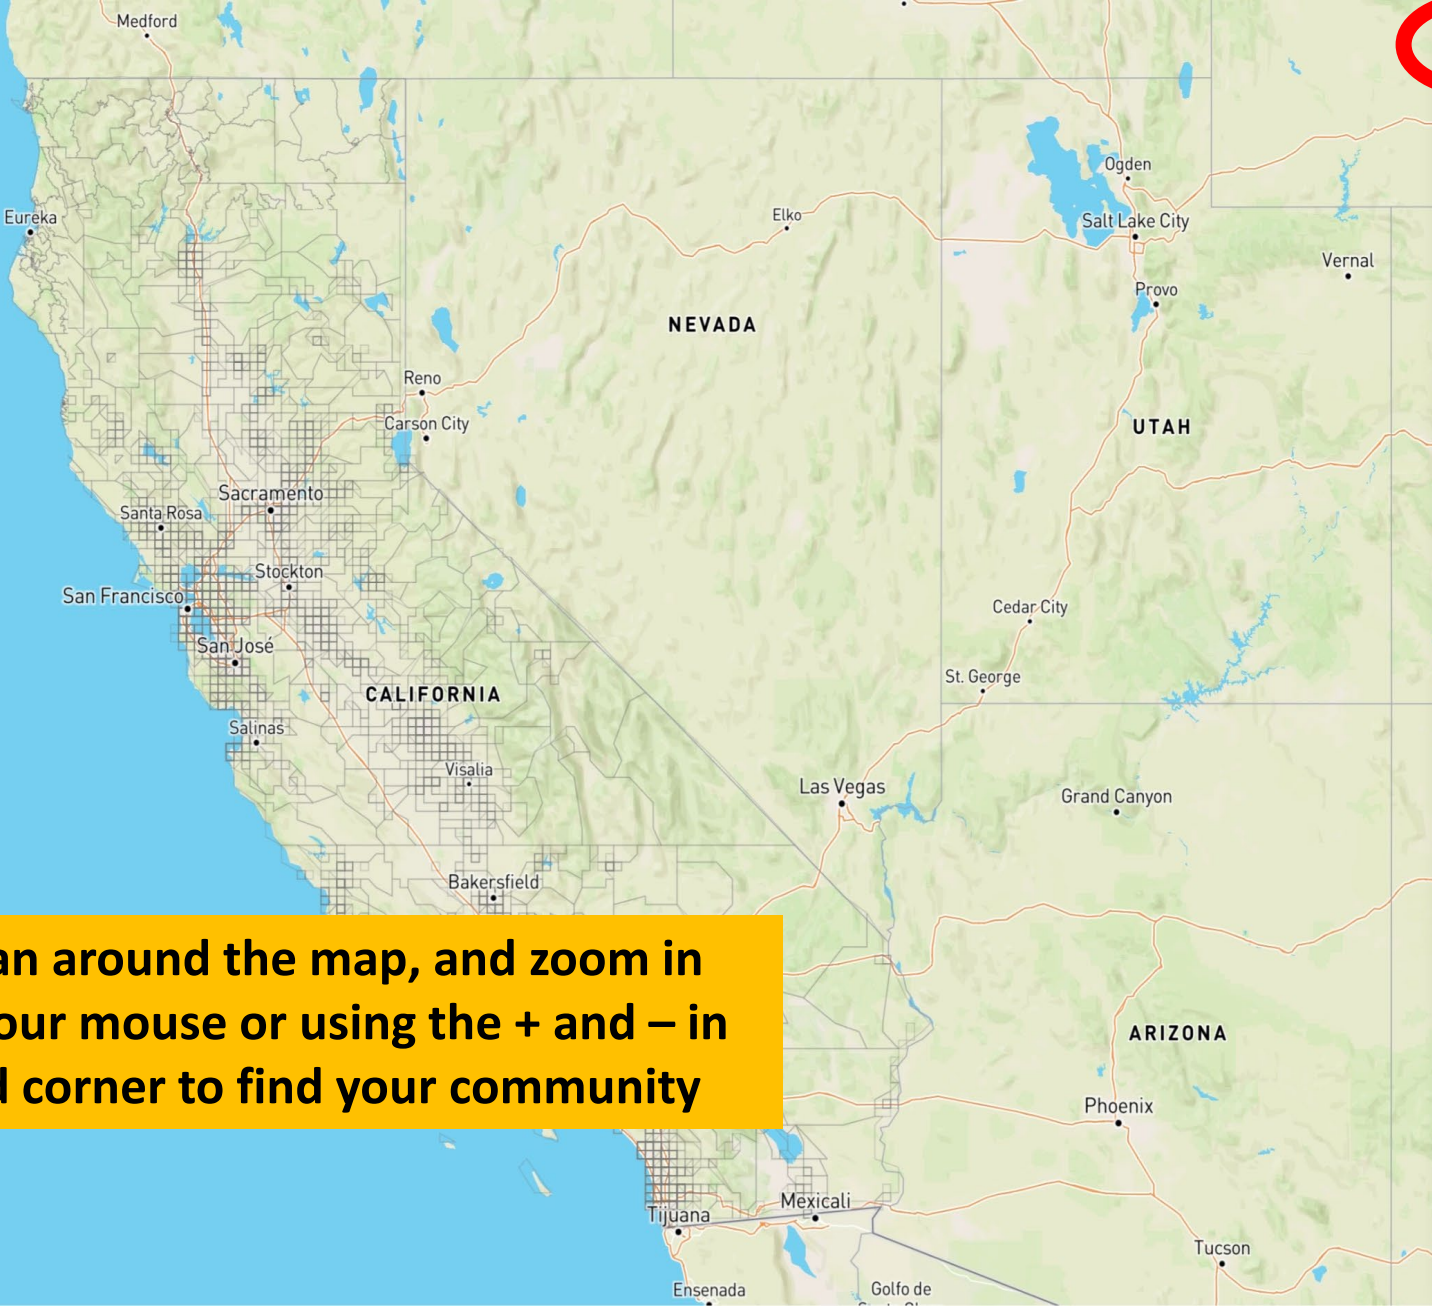 Medford
Ogden
Eureka
Elko
Salt Lake City
Vernal
Provo
NEVADA
Reno
Carson City
UTAH
Sacramento
Santa Rosa
Stockton
San Francisco
Cedar City
San José
St. George
CALIFORNIA
Salinas
Visalia
Las Vegas
Grand Canyon
Bakersfield
an around the map, and zoom in
our mouse or using the + and – in
d corner to find your community
ARIZONA
Phoenix
Mexicali
Tijuana
Tucson
Ensenada
Golfo de